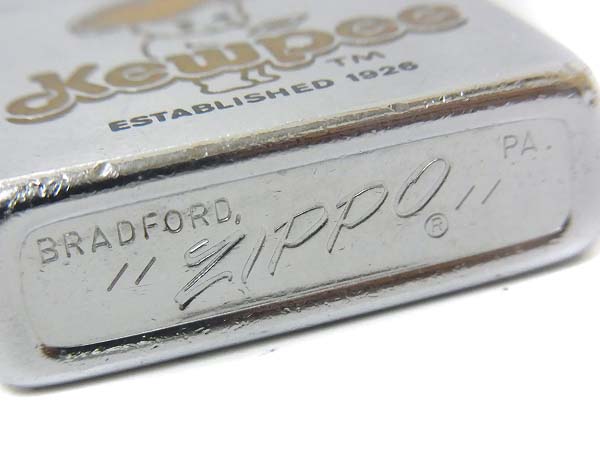 Kewpee TM
ESTABLISHED 1926
BRADFORD, PA.
// ZIPPO ® //